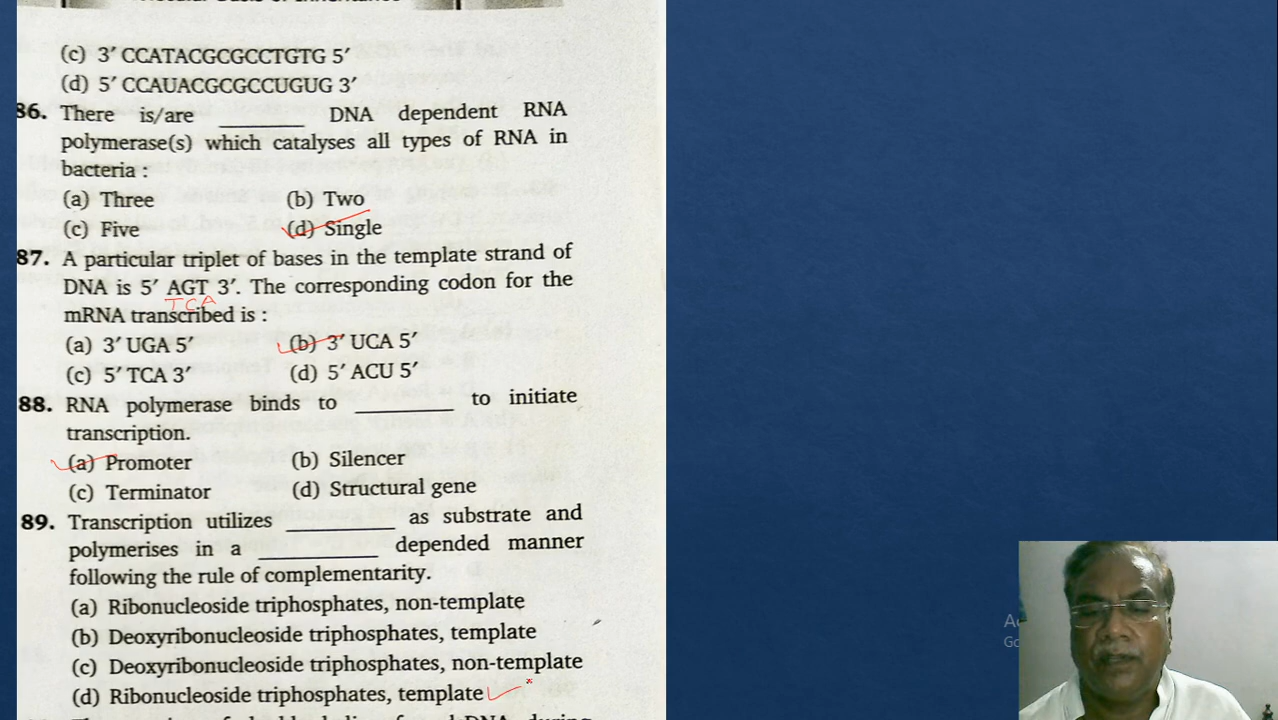 (c) 3′ CCATACGCGCCTGTG 5′
(d) 5′ CCAUACGCGCCUGUG 3′
86. There is/are ________ DNA dependent RNA
polymerase(s) which catalyses all types of RNA in
bacteria :
(a) Three (b) Two
(c) Five (d) Single
87. A particular triplet of bases in the template strand of
DNA is 5′ AGT 3′. The corresponding codon for the
TCA
mRNA transcribed is :
(a) 3′ UGA 5′ (b) 3′ UCA 5′
(c) 5′ TCA 3′ (d) 5′ ACU 5′
88. RNA polymerase binds to ________ to initiate
transcription.
(a) Promoter (b) Silencer
(c) Terminator (d) Structural gene
89. Transcription utilizes ________ as substrate and
polymerises in a ________ depended manner
following the rule of complementarity.
(a) Ribonucleoside triphosphates, non-template
(b) Deoxyribonucleoside triphosphates, template
(c) Deoxyribonucleoside triphosphates, non-template
(d) Ribonucleoside triphosphates, template